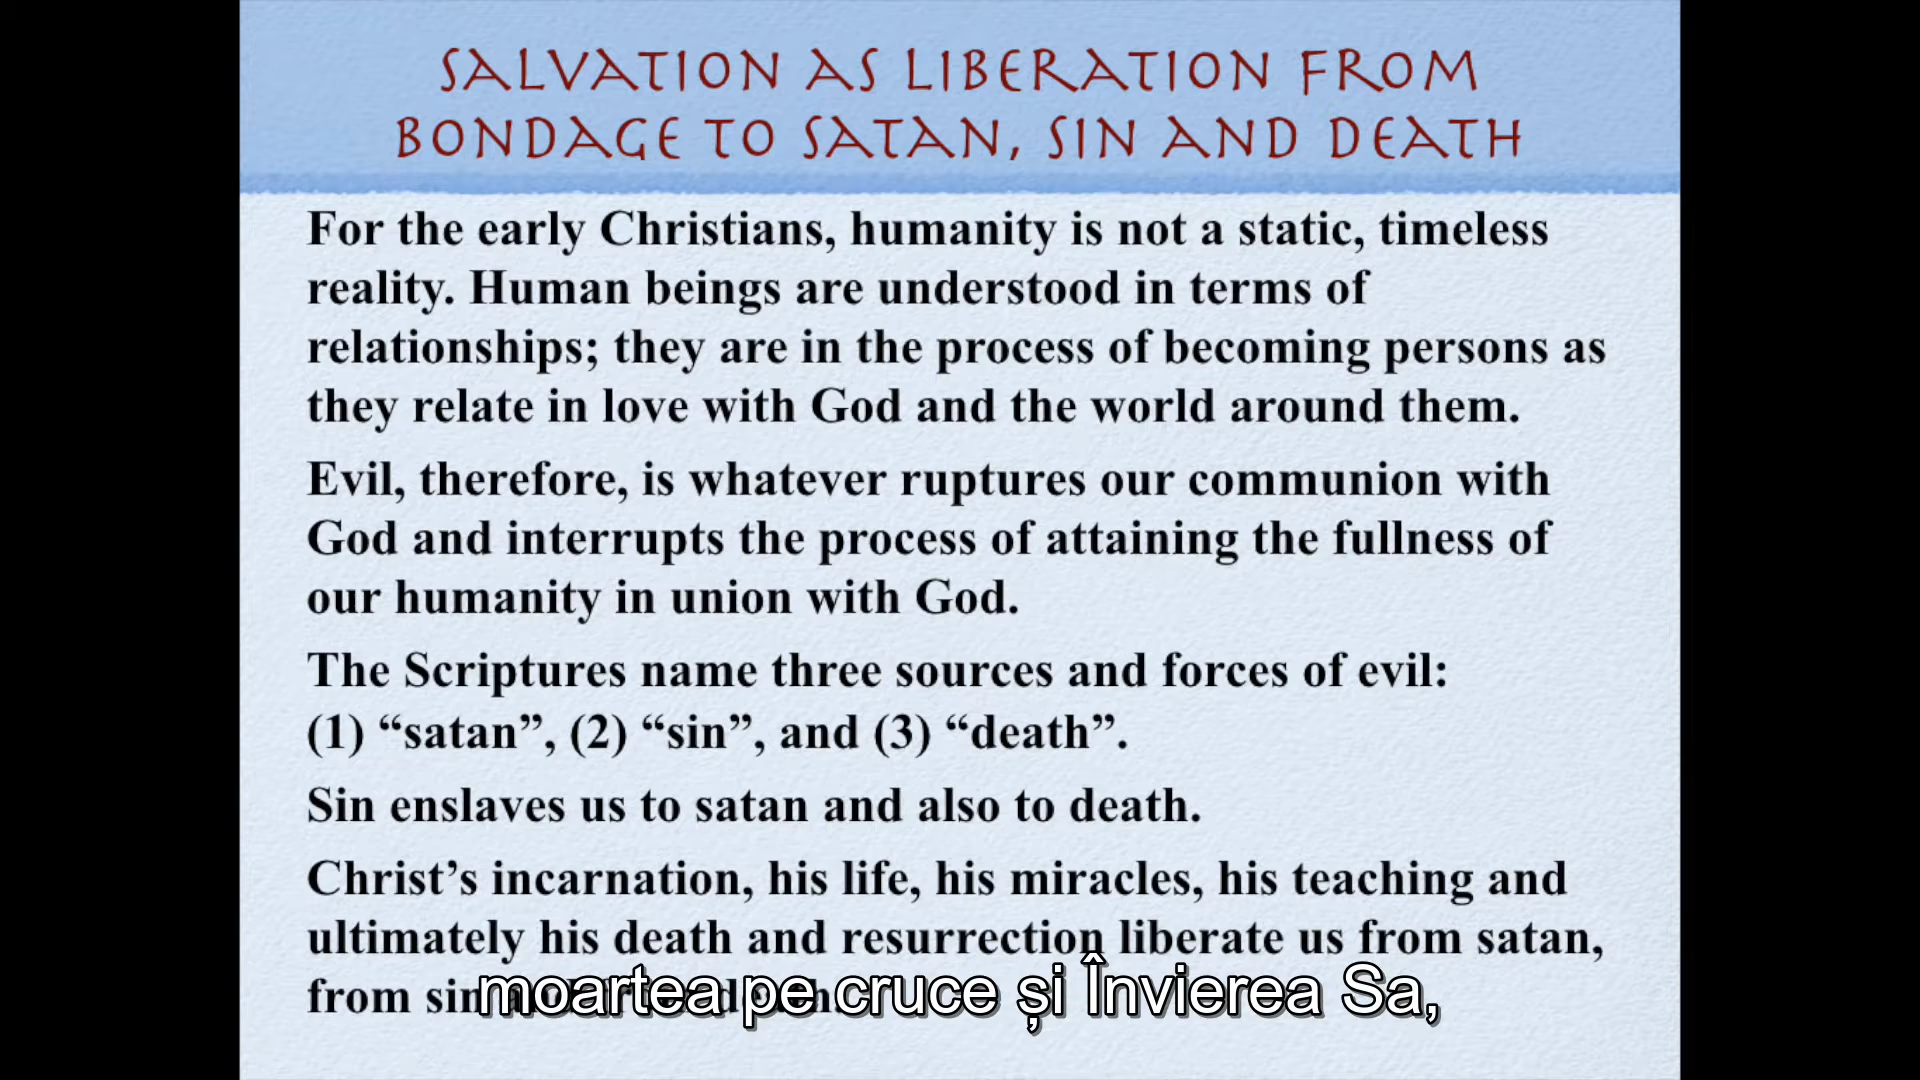 SALVATION AS LIBERATION FROM
BONDAGE TO SATAN, SIN AND DEATH
For the early Christians, humanity is not a static, timeless
reality. Human beings are understood in terms of
relationships; they are in the process of becoming persons as
they relate in love with God and the world around them.
Evil, therefore, is whatever ruptures our communion with
God and interrupts the process of attaining the fullness of
our humanity in union with God.
The Scriptures name three sources and forces of evil:
(1) “satan”, (2) “sin”, and (3) “death”.
Sin enslaves us to satan and also to death.
Christ’s incarnation, his life, his miracles, his teaching and
ultimately his death and resurrection liberate us from satan,
from sin
moartea pe cruce și Învierea Sa,